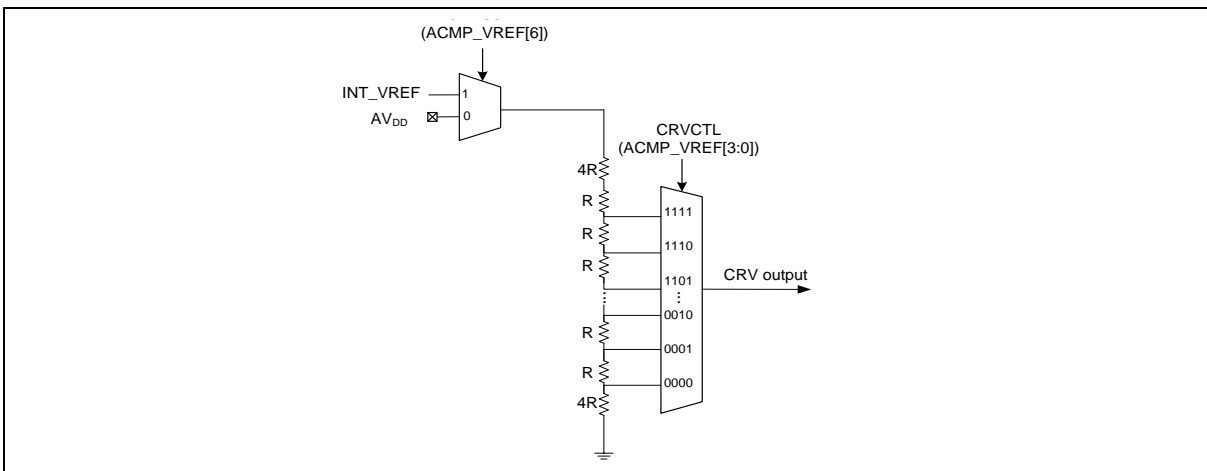 (ACMP_VREF[6])
INT_VREF
1
AVDD
0
CRVCTL
(ACMP_VREF[3:0])
4R
R
1111
R
1110
R
1101
CRV output
0010
R
0001
R
0000
4R